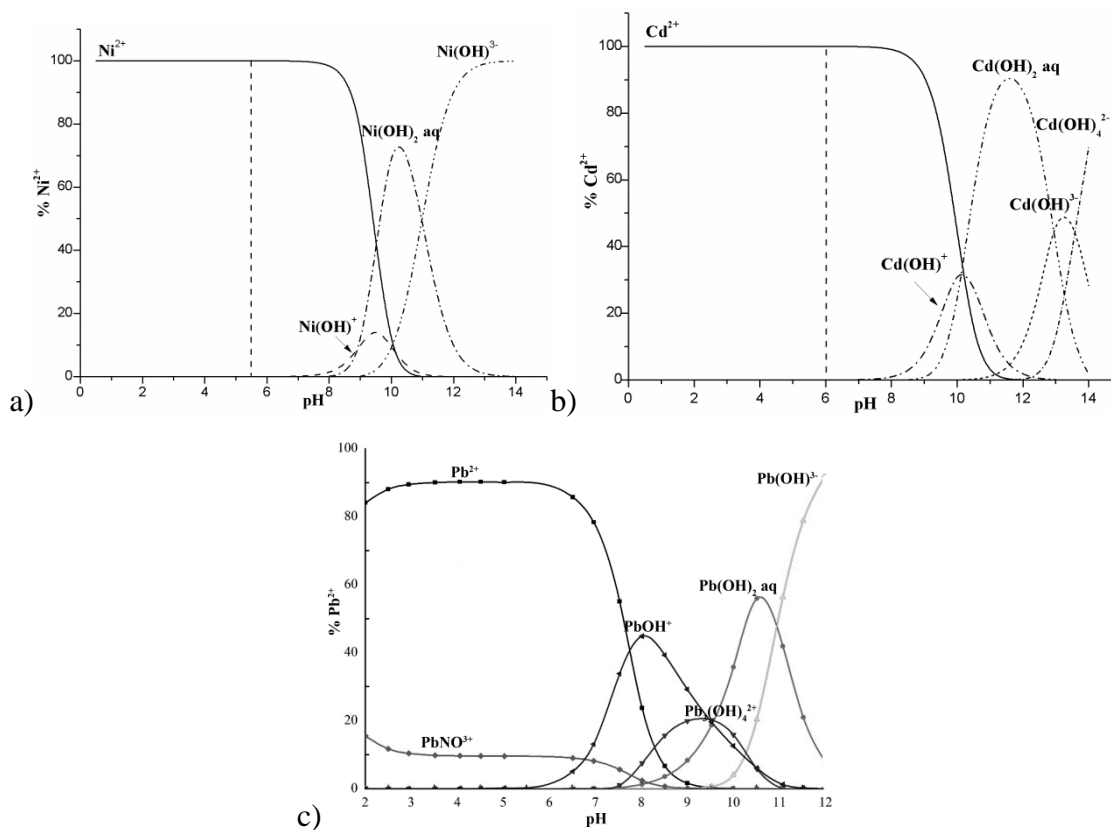 Ni²⁺
Ni(OH)³⁻
Ni(OH)₂ aq
Ni(OH)⁺
% Ni²⁺
100
80
60
40
20
0
0 2 4 6 8 10 12 14
pH
a)
Cd²⁺
Cd(OH)₂ aq
Cd(OH)₄²⁻
Cd(OH)³⁻
Cd(OH)⁺
% Cd²⁺
100
80
60
40
20
0
0 2 4 6 8 10 12 14
pH
b)
Pb²⁺
Pb(OH)³⁻
Pb(OH)₂ aq
PbOH⁺
(OH)₄²⁺
PbNO³⁺
% Pb²⁺
100
80
60
40
20
0
2 3 4 5 6 7 8 9 10 11 12
pH
c)